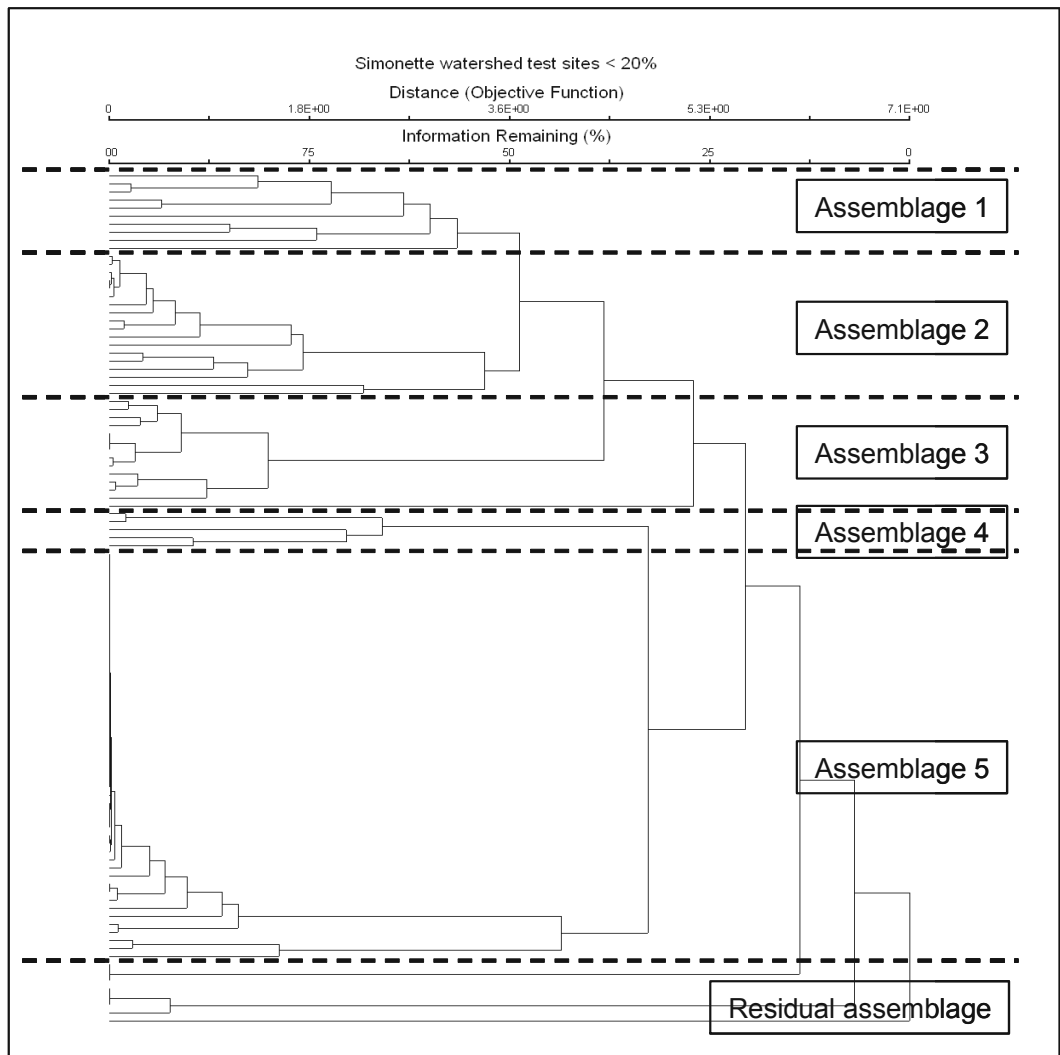 Simonette watershed test sites < 20%
Distance (Objective Function)
0 1.8E+00 3.6E+00 5.3E+00 7.1E+00
Information Remaining (%)
00 75 50 25 0
Assemblage 1
Assemblage 2
Assemblage 3
Assemblage 4
Assemblage 5
Residual assemblage